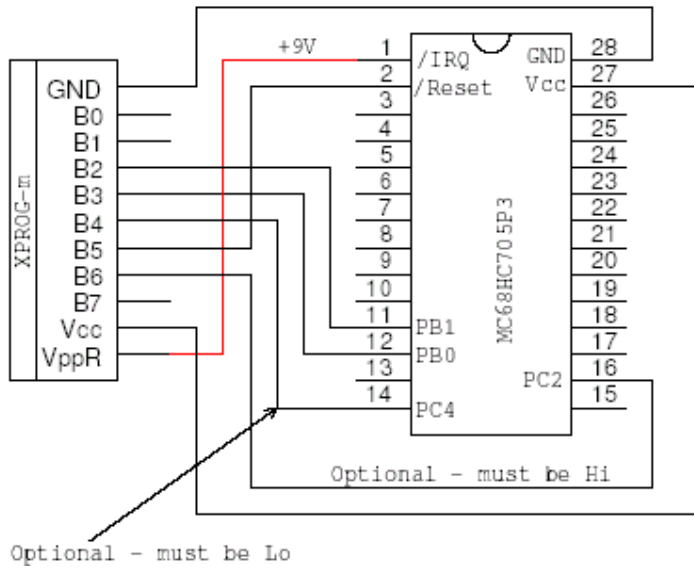 +9V
XPROG-m
GND
B0
B1
B2
B3
B4
B5
B6
B7
Vcc
VppR
1
2
3
4
5
6
7
8
9
10
11
12
13
14
/IRQ
/Reset
PB1
PB0
PC4
MC68HC705P3
GND
Vcc
PC2
28
27
26
25
24
23
22
21
20
19
18
17
16
15
Optional - must be Hi
Optional - must be Lo